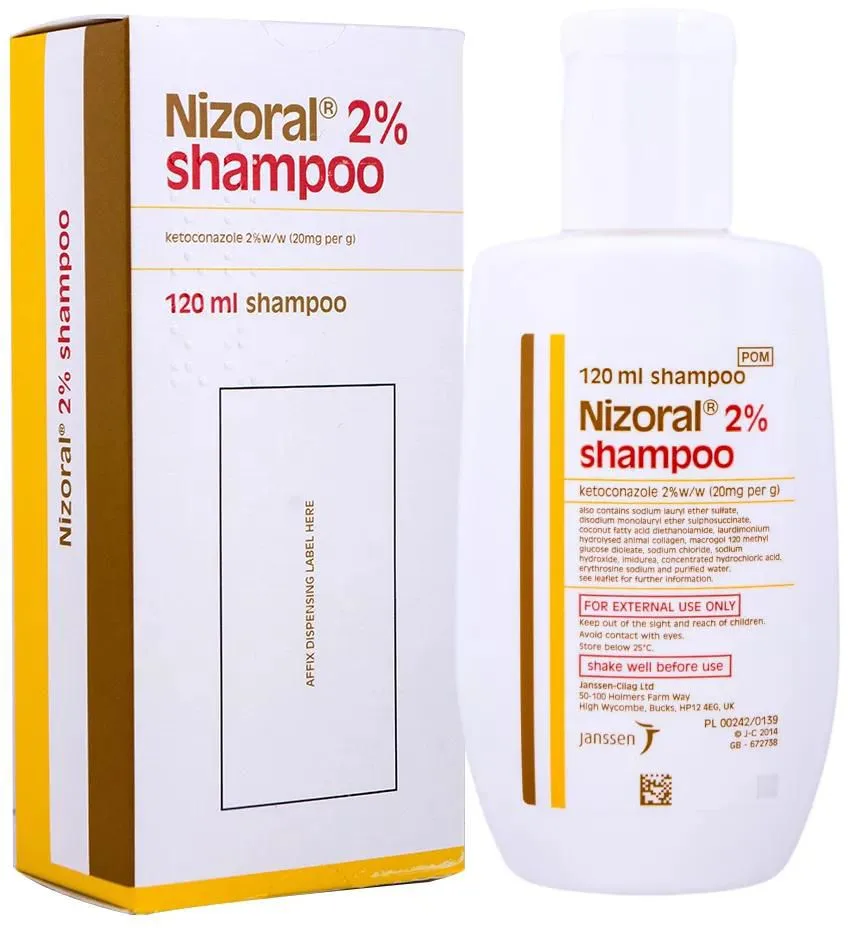 Nizoral® 2% shampoo
Nizoral® 2%
shampoo
ketoconazole 2%w/w (20mg per g)
120 ml shampoo
AFFIX DISPENSING LABEL HERE
POM
120 ml shampoo
Nizoral® 2%
shampoo
ketoconazole 2%w/w (20mg per g)
also contains sodium lauryl ether sulfate,
disodium monolauryl ether sulphosuccinate,
coconut fatty acid diethanolamide, laurdimonium
hydrolysed animal collagen, macrogol 120 methyl
glucose dioleate, sodium chloride, sodium
hydroxide, imidurea, concentrated hydrochloric acid,
erythrosine sodium and purified water.
see leaflet for further information.
FOR EXTERNAL USE ONLY
Keep out of the sight and reach of children.
Avoid contact with eyes.
Store below 25°C.
shake well before use
Janssen-Cilag Ltd
50-100 Holmers Farm Way
High Wycombe, Bucks, HP12 4EG, UK
PL 00242/0139
© J-C 2014
GB - 672738
janssen